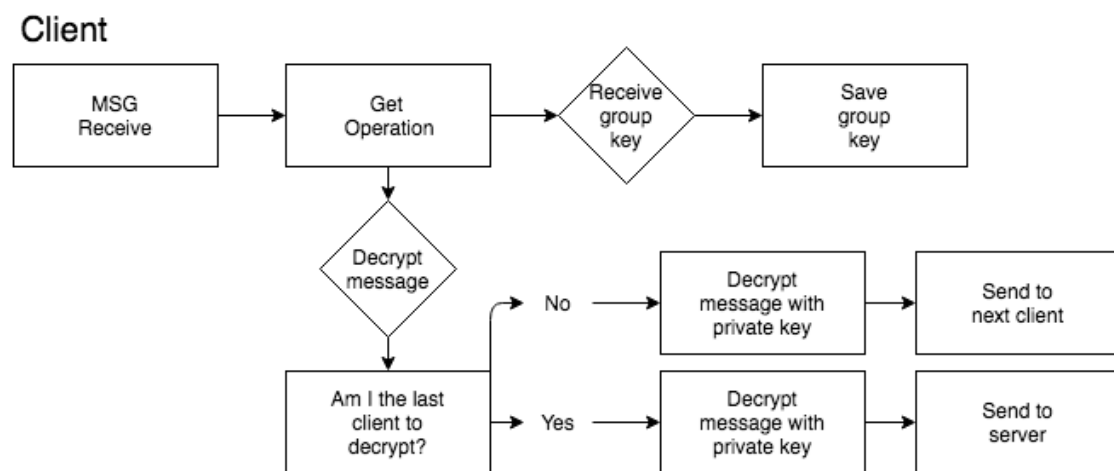 Client
MSG
Receive
Get
Operation
Receive
group
key
Save
group
key
Decrypt
message
No
Decrypt
message with
private key
Send to
next client
Am I the last
client to
decrypt?
Yes
Decrypt
message with
private key
Send to
server